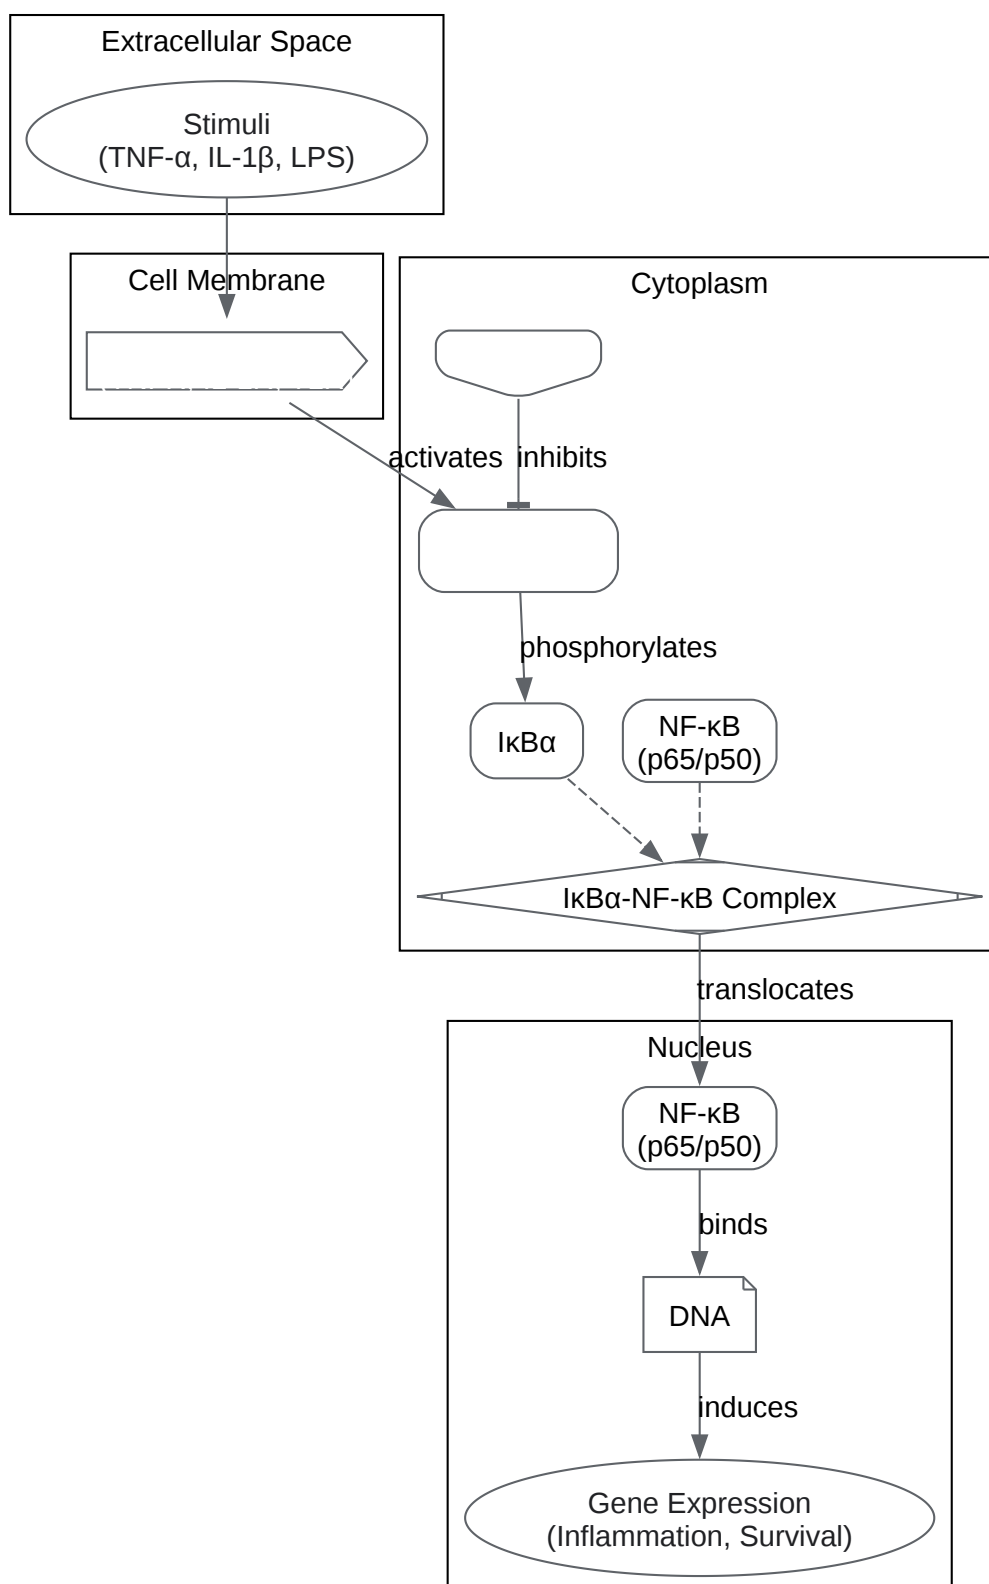 Extracellular Space
Stimuli
(TNF-α, IL-1β, LPS)
Cell Membrane
Cytoplasm
activates
inhibits
phosphorylates
IκBα
NF-κB
(p65/p50)
IκBα-NF-κB Complex
translocates
Nucleus
NF-κB
(p65/p50)
binds
DNA
induces
Gene Expression
(Inflammation, Survival)